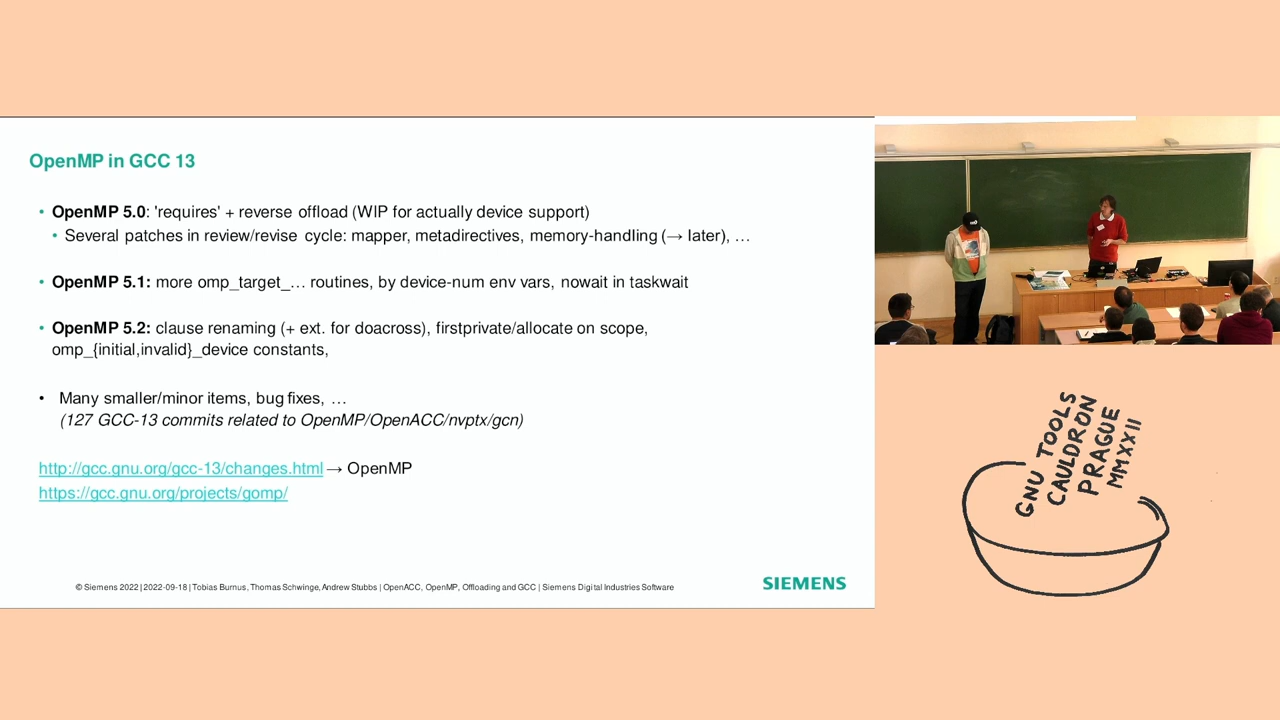 OpenMP in GCC 13
• OpenMP 5.0: 'requires' + reverse offload (WIP for actually device support)
• Several patches in review/revise cycle: mapper, metadirectives, memory-handling (→ later), …
• OpenMP 5.1: more omp_target_… routines, by device-num env vars, nowait in taskwait
• OpenMP 5.2: clause renaming (+ ext. for doacross), firstprivate/allocate on scope,
omp_{initial,invalid}_device constants,
• Many smaller/minor items, bug fixes, …
(127 GCC-13 commits related to OpenMP/OpenACC/nvptx/gcn)
http://gcc.gnu.org/gcc-13/changes.html → OpenMP
https://gcc.gnu.org/projects/gomp/
© Siemens 2022 | 2022-09-18 | Tobias Burnus, Thomas Schwinge, Andrew Stubbs | OpenACC, OpenMP, Offloading and GCC | Siemens Digital Industries Software
SIEMENS
GNU TOOLS
CAULDRON
PRAGUE
MMXXII